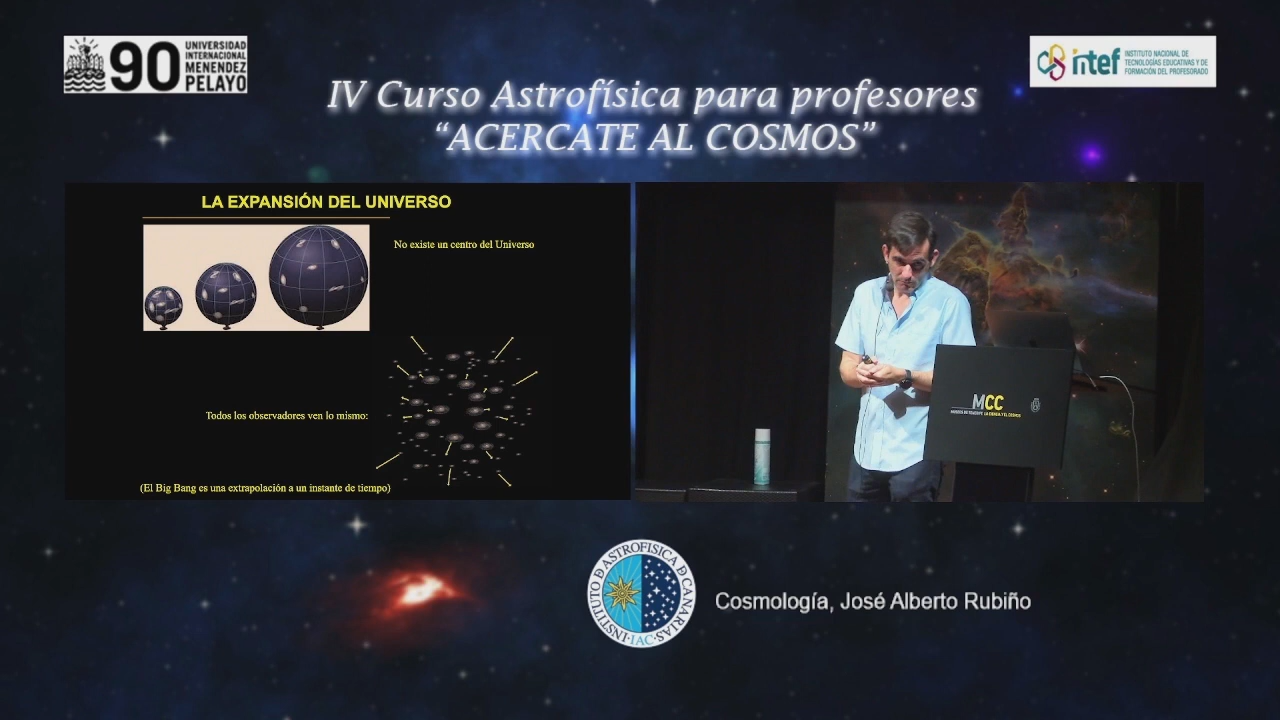 90
UNIVERSIDAD
INTERNACIONAL
MENENDEZ
PELAYO
intef
INSTITUTO NACIONAL DE
TECNOLOGÍAS EDUCATIVAS Y DE
FORMACIÓN DEL PROFESORADO
IV Curso Astrofísica para profesores
“ACERCATE AL COSMOS”
LA EXPANSIÓN DEL UNIVERSO
No existe un centro del Universo
Todos los observadores ven lo mismo:
(El Big Bang es una extrapolación a un instante de tiempo)
MCC
INSTITUTO D ASTROFISICA D CANARIAS
·IAC·
Cosmología, José Alberto Rubiño